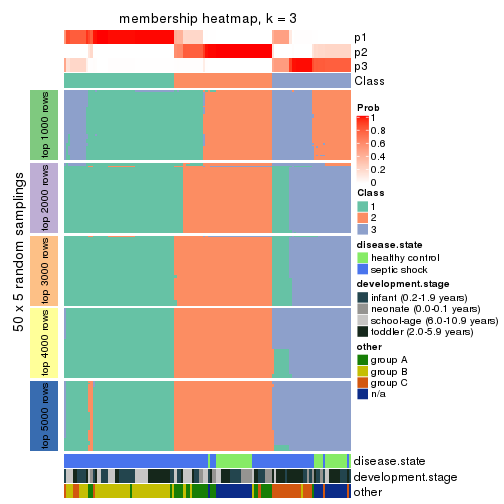 membership heatmap, k = 3
p1
p2
p3
Class
50 x 5 random samplings
top 1000 rows
top 2000 rows
top 3000 rows
top 4000 rows
top 5000 rows
Prob
1
0.8
0.6
0.4
0.2
0
Class
1
2
3
disease.state
healthy control
septic shock
development.stage
infant (0.2-1.9 years)
neonate (0.0-0.1 years)
school-age (6.0-10.9 years)
toddler (2.0-5.9 years)
other
group A
group B
group C
n/a
disease.state
development.stage
other